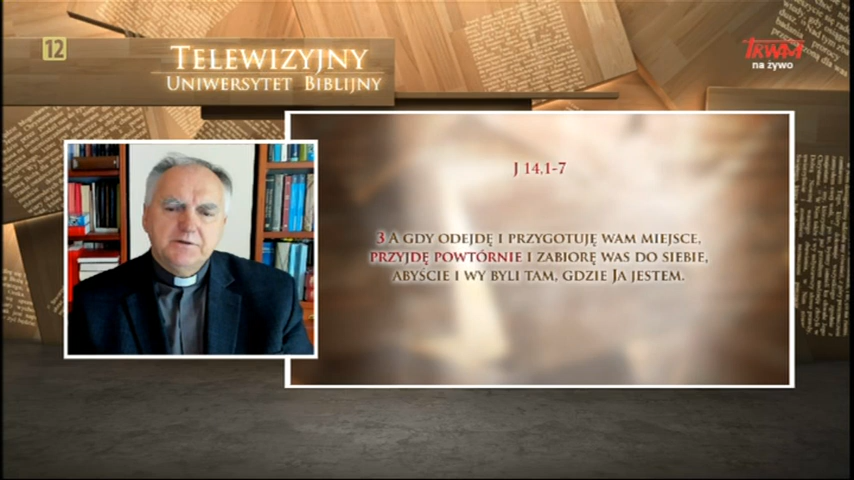 12
TELEWIZYJNY
UNIWERSYTET BIBLIJNY
TRWAM
na żywo
J 14,1-7
3 A GDY ODEJDĘ I PRZYGOTUJĘ WAM MIEJSCE,
PRZYJDĘ POWTÓRNIE I ZABIORĘ WAS DO SIEBIE,
ABYŚCIE I WY BYLI TAM, GDZIE JA JESTEM.